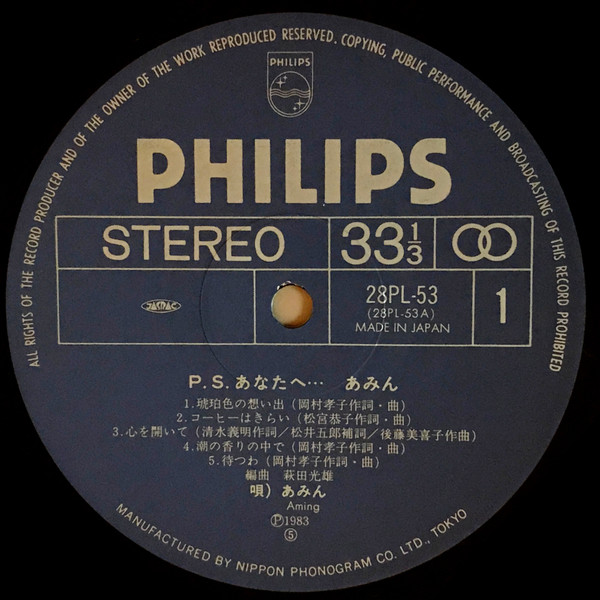 ALL RIGHTS OF THE RECORD PRODUCER AND OF THE OWNER OF THE WORK REPRODUCED RESERVED. COPYING, PUBLIC PERFORMANCE AND BROADCASTING OF THIS RECORD PROHIBITED
PHILIPS
PHILIPS
STEREO
33 1/3
JASRAC
28PL-53
(28PL-53A)
MADE IN JAPAN
1
P.S.あなたへ… あみん
1.琥珀色の想い出(岡村孝子作詞・曲)
2.コーヒーはきらい(松宮恭子作詞・曲)
3.心を開いて(清水義明作詞/松井五郎補詞/後藤美喜子作曲)
4.潮の香りの中で(岡村孝子作詞・曲)
5.待つわ(岡村孝子作詞・曲)
編曲 萩田光雄
唄)あみん
Aming
Ⓟ1983
⑤
MANUFACTURED BY NIPPON PHONOGRAM CO. LTD., TOKYO